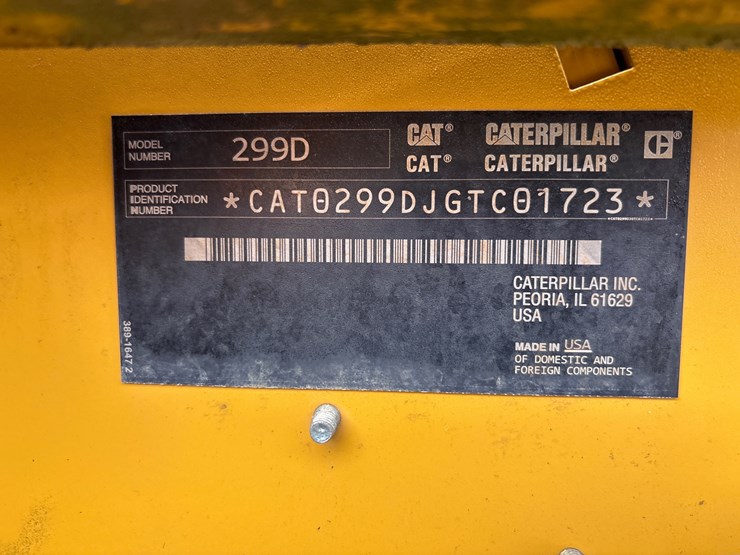 MODEL NUMBER 299D
CAT® CATERPILLAR® C®
CAT® CATERPILLAR®
PRODUCT IDENTIFICATION NUMBER *CAT0299DJGTC01723*
CATERPILLAR INC.
PEORIA, IL 61629
USA
MADE IN USA
OF DOMESTIC AND
FOREIGN COMPONENTS
389-1647 2